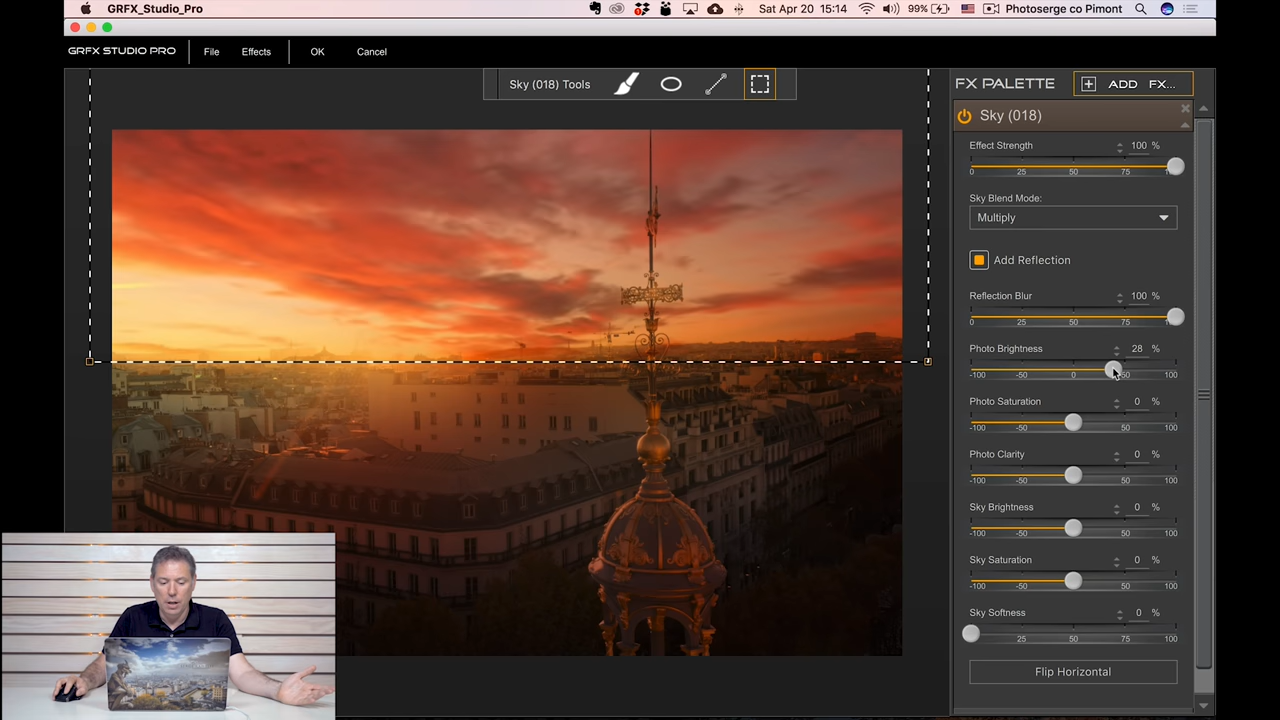 GRFX_Studio_Pro
Sat Apr 20 15:14
99%
Photoserge co Pimont
GRFX STUDIO PRO
File
Effects
OK
Cancel
Sky (018) Tools
FX PALETTE
ADD FX...
Sky (018)
Effect Strength 100 %
0 25 50 75
Sky Blend Mode:
Multiply
Add Reflection
Reflection Blur 100 %
0 25 50 75
Photo Brightness 28 %
-100 -50 0 50 100
Photo Saturation 0 %
-100 -50 50 100
Photo Clarity 0 %
-100 -50 50 100
Sky Brightness 0 %
-100 -50 50 100
Sky Saturation 0 %
-100 -50 50 100
Sky Softness 0 %
25 50 75 100
Flip Horizontal